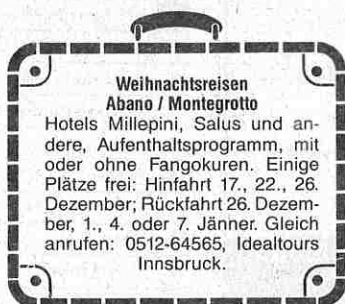 Weihnachtsreisen
Abano / Montegrotto
Hotels Millepini, Salus und an-
dere, Aufenthaltsprogramm, mit
oder ohne Fangokuren. Einige
Plätze frei: Hinfahrt 17., 22., 26.
Dezember; Rückfahrt 26. Dezem-
ber, 1., 4. oder 7. Jänner. Gleich
anrufen: 0512-64565, Idealtours
Innsbruck.